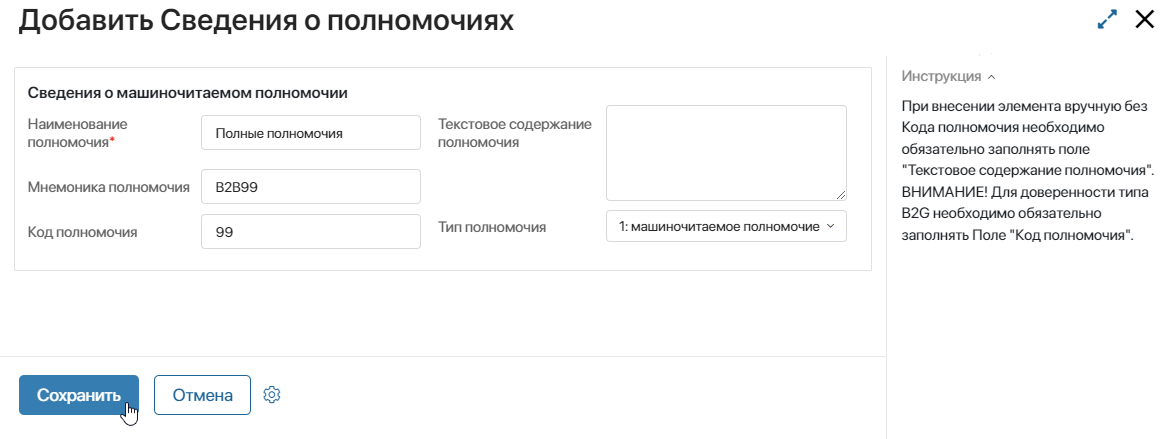 Добавить Сведения о полномочиях
Сведения о машиночитаемом полномочии
Наименование
полномочия*
Полные полномочия
Мнемоника полномочия
B2B99
Код полномочия
99
Текстовое содержание
полномочия
Тип полномочия
1: машиночитаемое полномочие
Сохранить
Отмена
Инструкция
При внесении элемента вручную без
Кода полномочия необходимо
обязательно заполнять поле
"Текстовое содержание полномочия".
ВНИМАНИЕ! Для доверенности типа
B2G необходимо обязательно
заполнять Поле "Код полномочия".